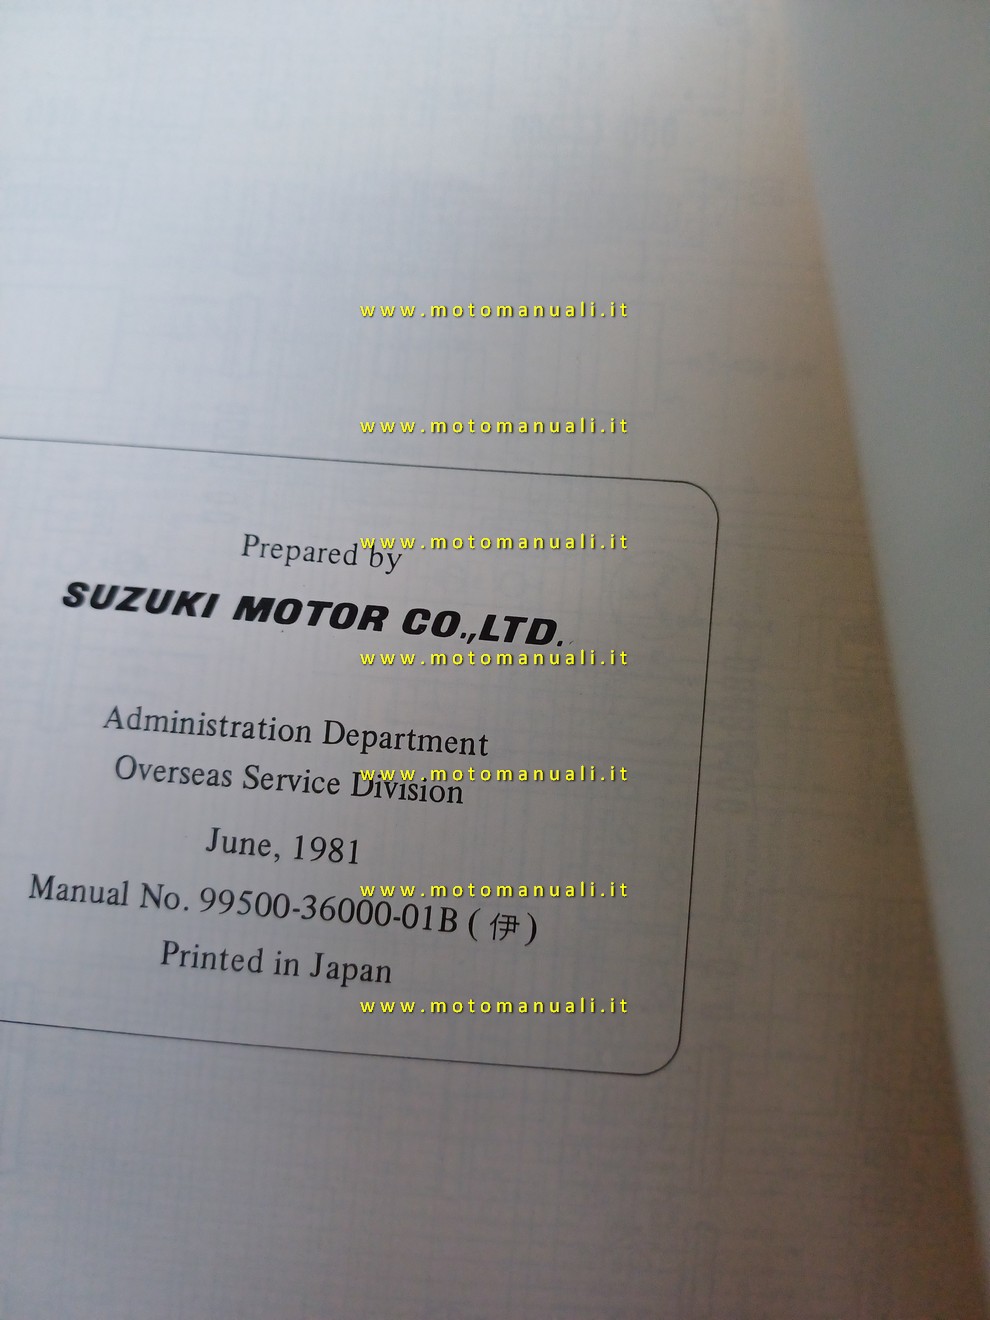 www.motomanuali.it
www.motomanuali.it
Prepared by
www.motomanuali.it
SUZUKI MOTOR CO.,LTD.
www.motomanuali.it
Administration Department
Overseas Service Division
www.motomanuali.it
June, 1981
Manual No. 99500-36000-01B ( 伊 )
www.motomanuali.it
Printed in Japan
www.motomanuali.it